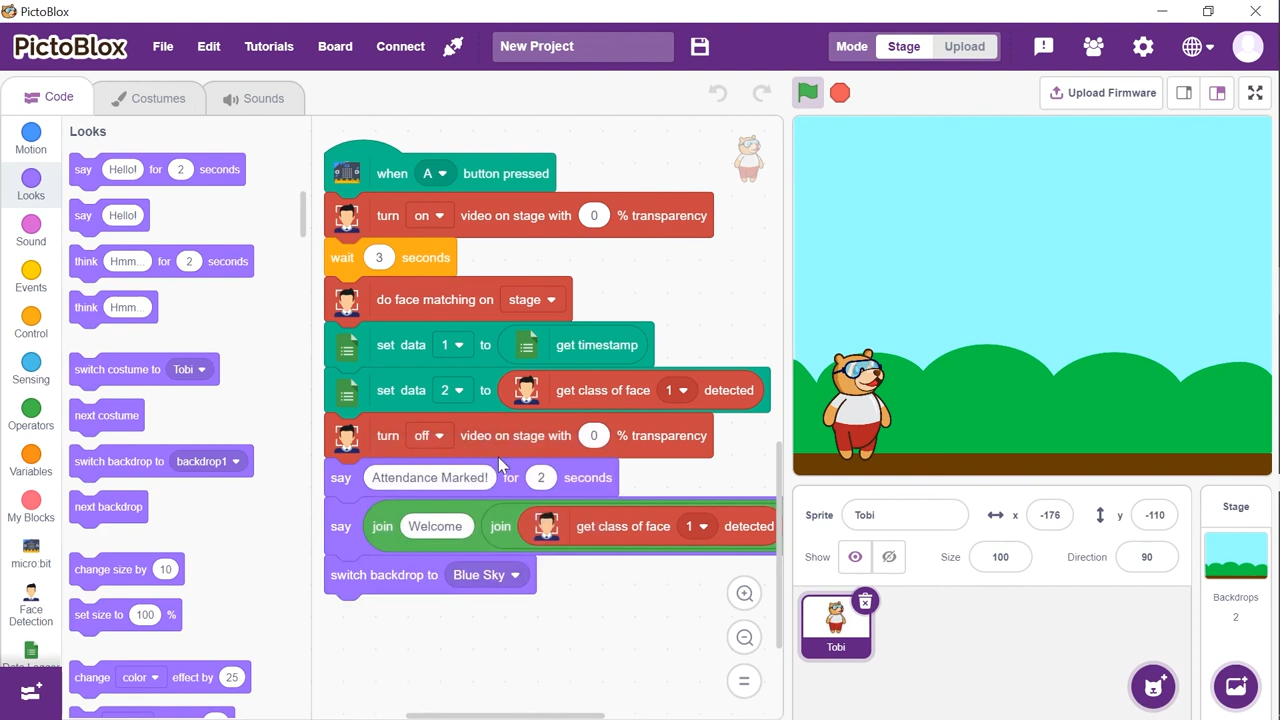 PictoBlox
PictoBlox File Edit Tutorials Board Connect New Project Mode Stage Upload
Code Costumes Sounds Upload Firmware
Motion
Looks
Sound
Events
Control
Sensing
Operators
Variables
My Blocks
micro:bit
Face
Detection
Looks
say Hello! for 2 seconds
say Hello!
think Hmm... for 2 seconds
think Hmm...
switch costume to Tobi
next costume
switch backdrop to backdrop1
next backdrop
change size by 10
set size to 100 %
change color effect by 25
when A button pressed
turn on video on stage with 0 % transparency
wait 3 seconds
do face matching on stage
set data 1 to get timestamp
set data 2 to get class of face 1 detected
turn off video on stage with 0 % transparency
say Attendance Marked! for 2 seconds
say join Welcome join get class of face 1 detected
switch backdrop to Blue Sky
Sprite Tobi x -176 y -110
Show Size 100 Direction 90
Tobi
Stage
Backdrops
2